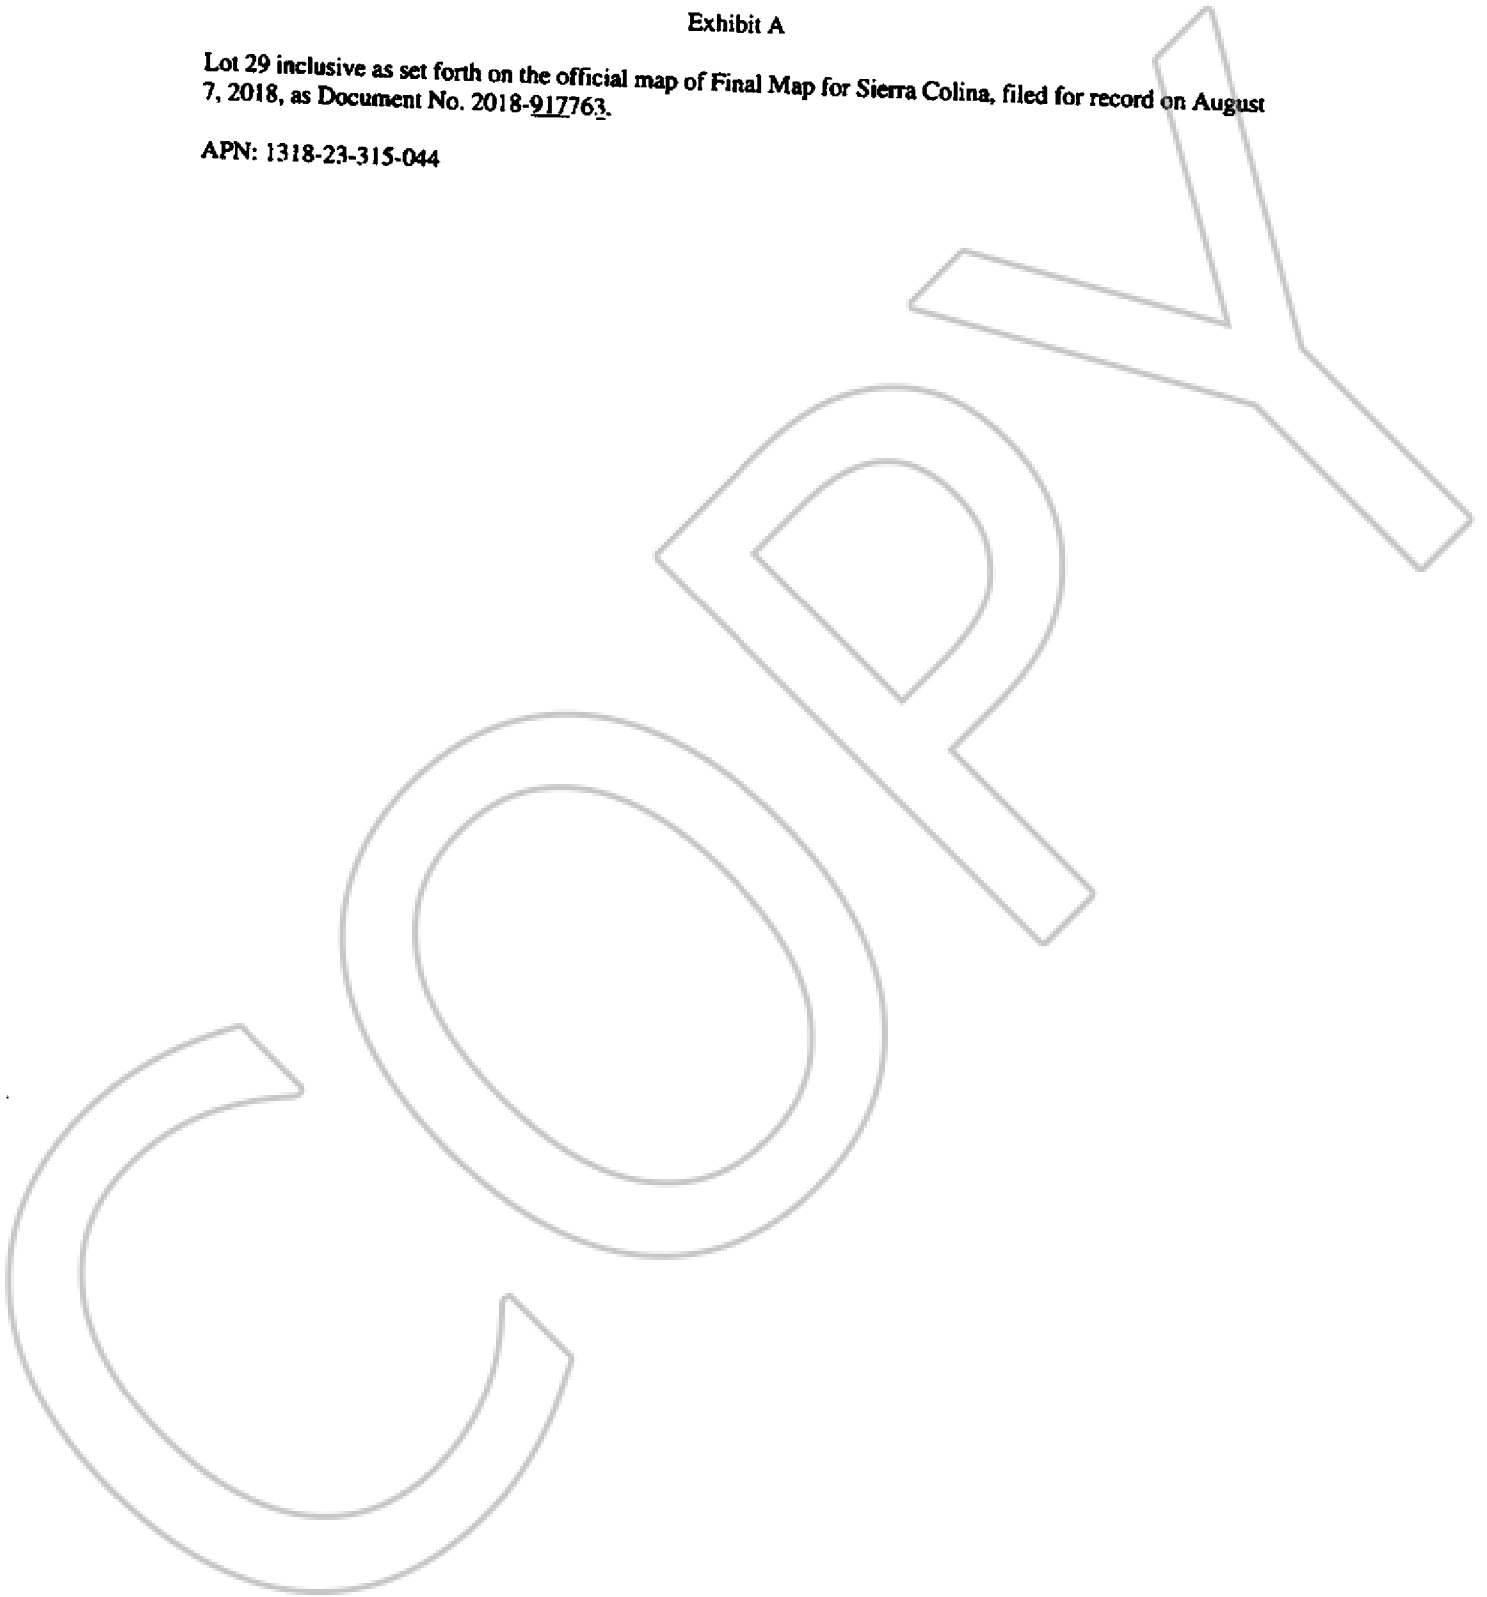 Exhibit A
Lot 29 inclusive as set forth on the official map of Final Map for Sierra Colina, filed for record on August
7, 2018, as Document No. 2018-917763.
APN: 1318-23-315-044
COPY